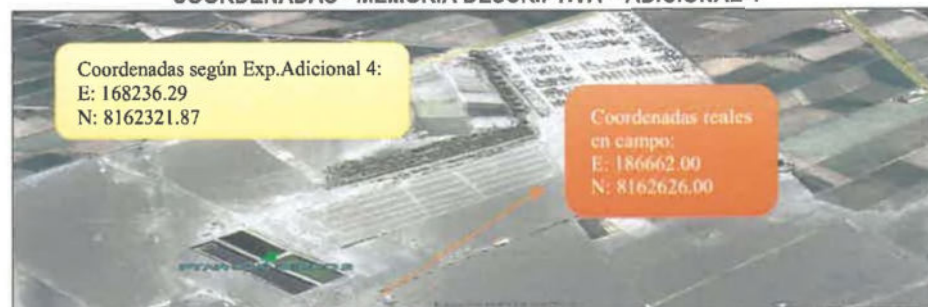 COORDENADAS - MEMORIA DESCRIPTIVA - ADICIONAL 4
Coordenadas según Exp.Adicional 4:
E: 168236.29
N: 8162321.87
Coordenadas reales
en campo:
E: 186662.00
N: 8162626.00
PTAR